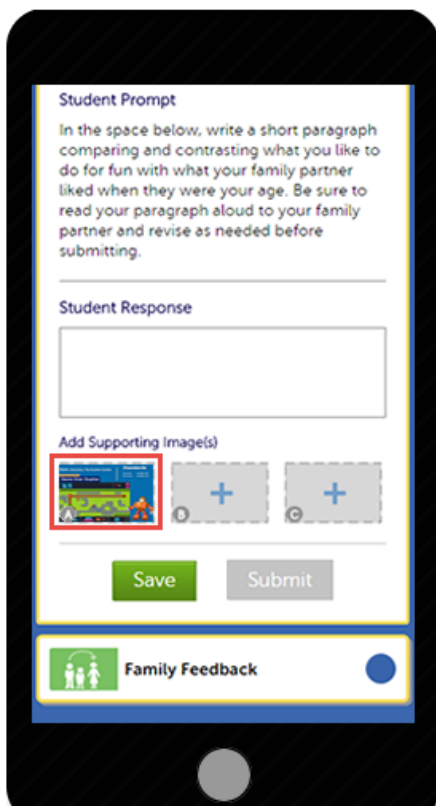 Student Prompt
In the space below, write a short paragraph
comparing and contrasting what you like to
do for fun with what your family partner
liked when they were your age. Be sure to
read your paragraph aloud to your family
partner and revise as needed before
submitting.
Student Response
Add Supporting Image(s)
A
B
C
Save
Submit
Family Feedback